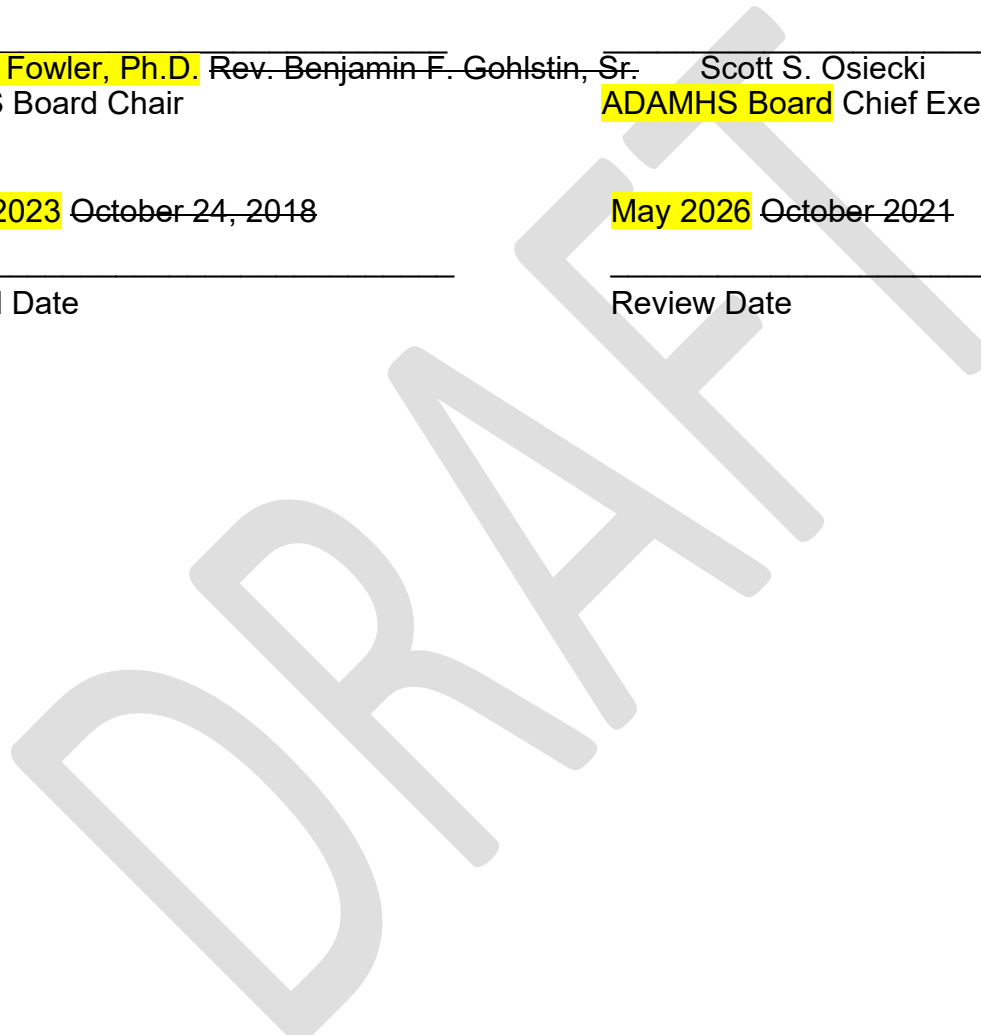 Fowler, Ph.D. Rev. Benjamin F. Gohlstin, Sr. Scott S. Osiecki
S Board Chair ADAMHS Board Chief Exe
2023 October 24, 2018 May 2026 October 2021
l Date Review Date
DRAFT